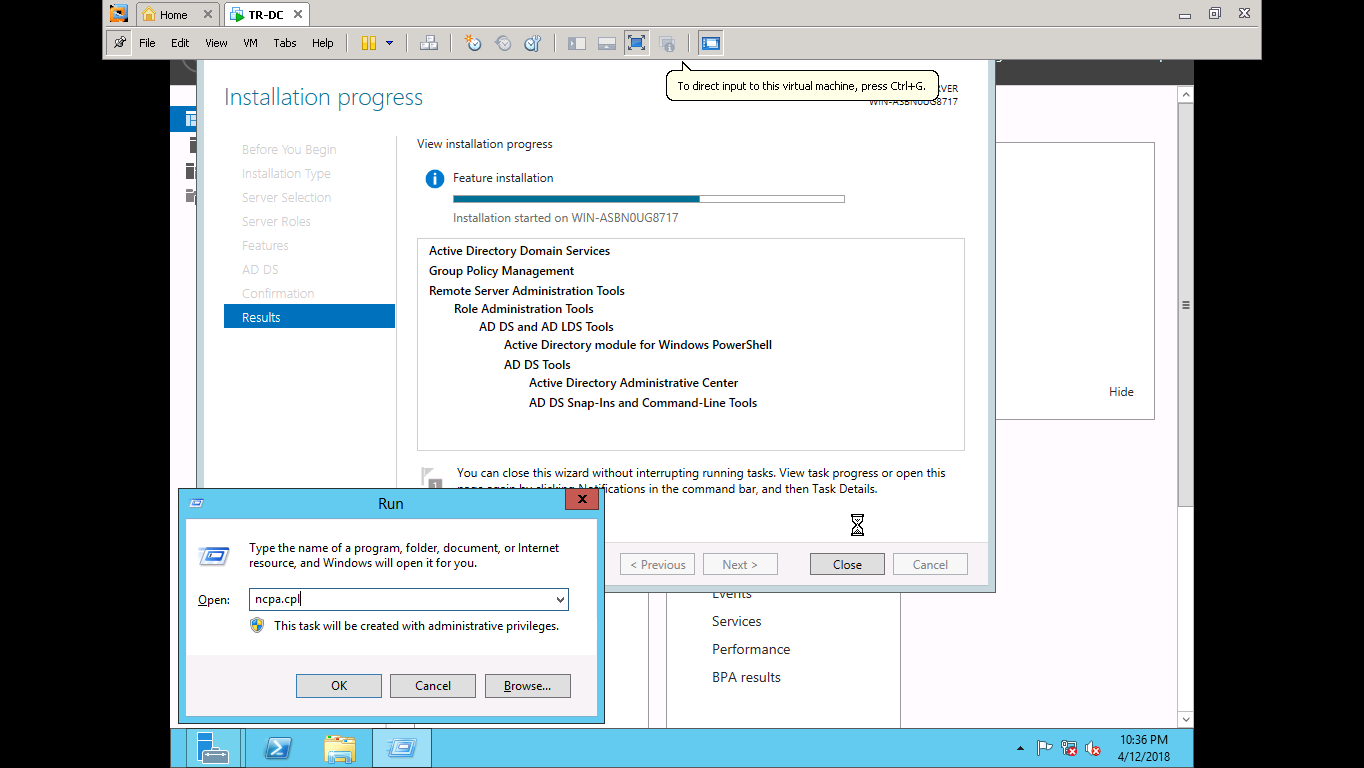 Home
TR-DC
File Edit View VM Tabs Help
To direct input to this virtual machine, press Ctrl+G.
Installation progress
WIN-ASBN0UG8717
Before You Begin
Installation Type
Server Selection
Server Roles
Features
AD DS
Confirmation
Results
View installation progress
Feature installation
Installation started on WIN-ASBN0UG8717
Active Directory Domain Services
Group Policy Management
Remote Server Administration Tools
Role Administration Tools
AD DS and AD LDS Tools
Active Directory module for Windows PowerShell
AD DS Tools
Active Directory Administrative Center
AD DS Snap-Ins and Command-Line Tools
Hide
1
You can close this wizard without interrupting running tasks. View task progress or open this
page again by clicking Notifications in the command bar, and then Task Details.
< Previous Next > Close Cancel
Run
x
Type the name of a program, folder, document, or Internet
resource, and Windows will open it for you.
Open: ncpa.cpl
This task will be created with administrative privileges.
OK Cancel Browse...
Events
Services
Performance
BPA results
10:36 PM
4/12/2018